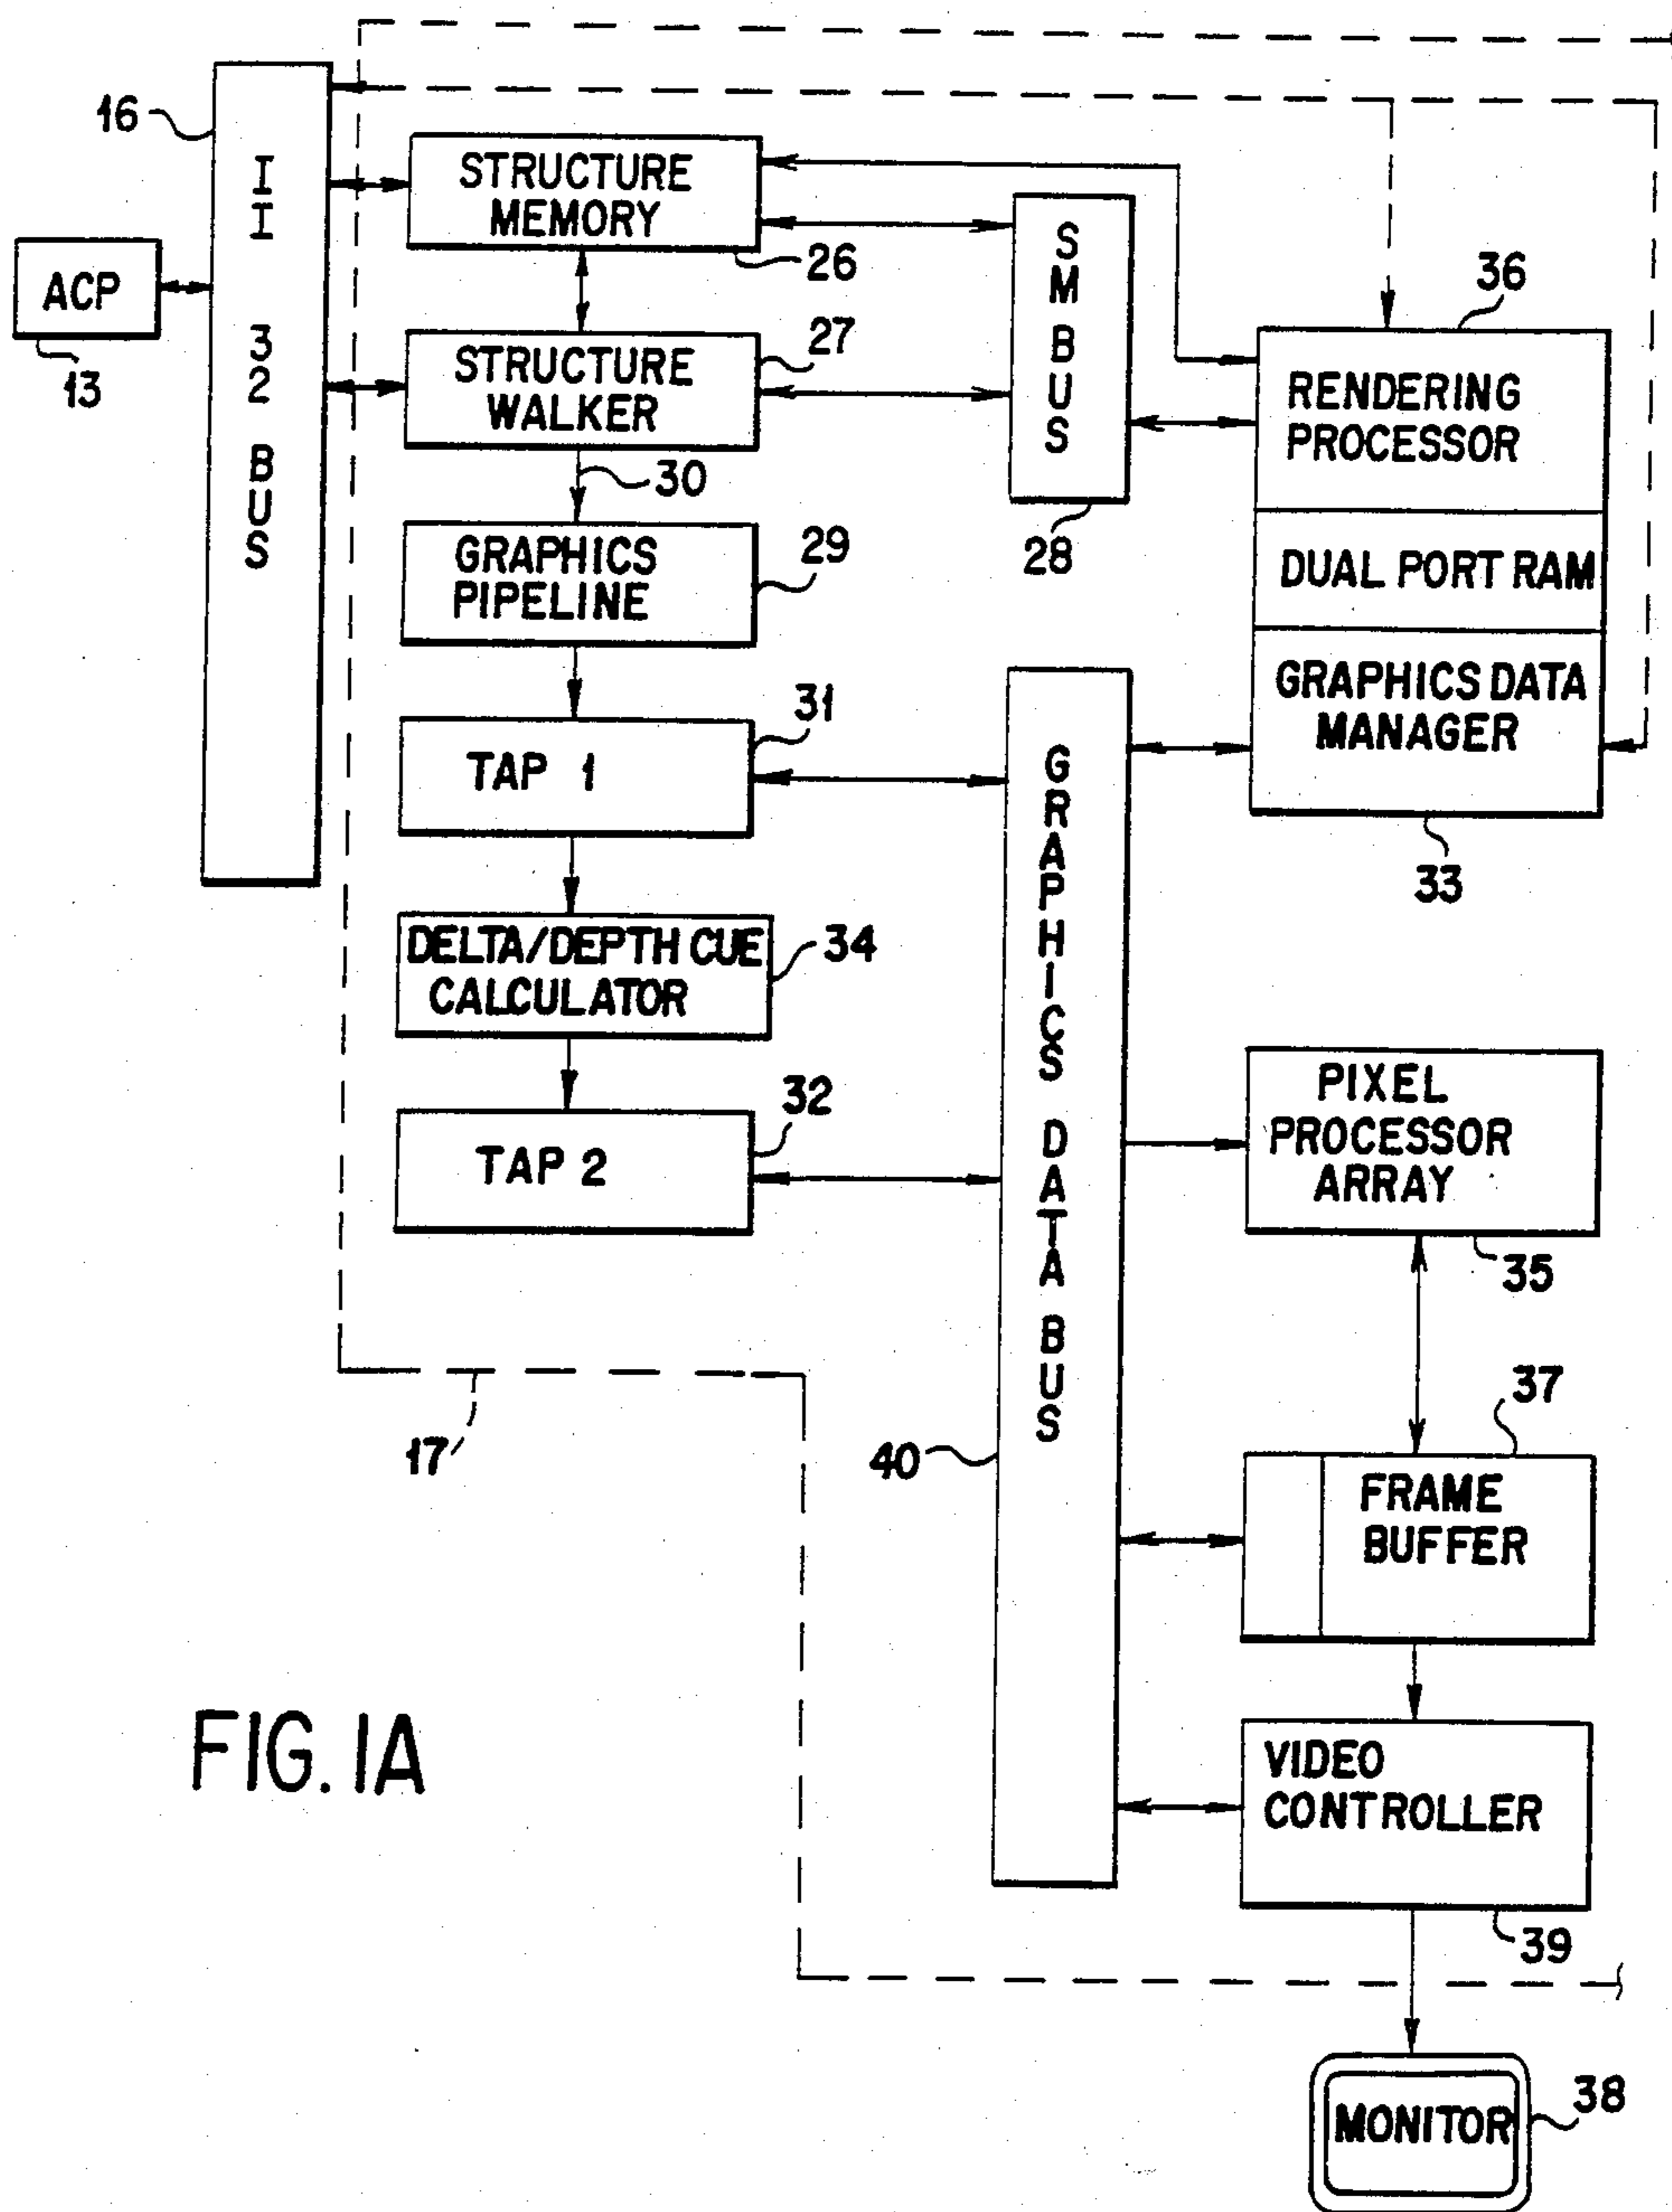 16
II 32 BUS
ACP
13
STRUCTURE
MEMORY
26
STRUCTURE
WALKER
27
30
GRAPHICS
PIPELINE
29
TAP 1
31
DELTA/DEPTH CUE
CALCULATOR
34
TAP 2
32
17
SM BUS
28
36
RENDERING
PROCESSOR
DUAL PORT RAM
GRAPHICS DATA
MANAGER
33
GRAPHICS DATA BUS
40
PIXEL
PROCESSOR
ARRAY
35
37
FRAME
BUFFER
VIDEO
CONTROLLER
39
MONITOR
38
FIG. 1A